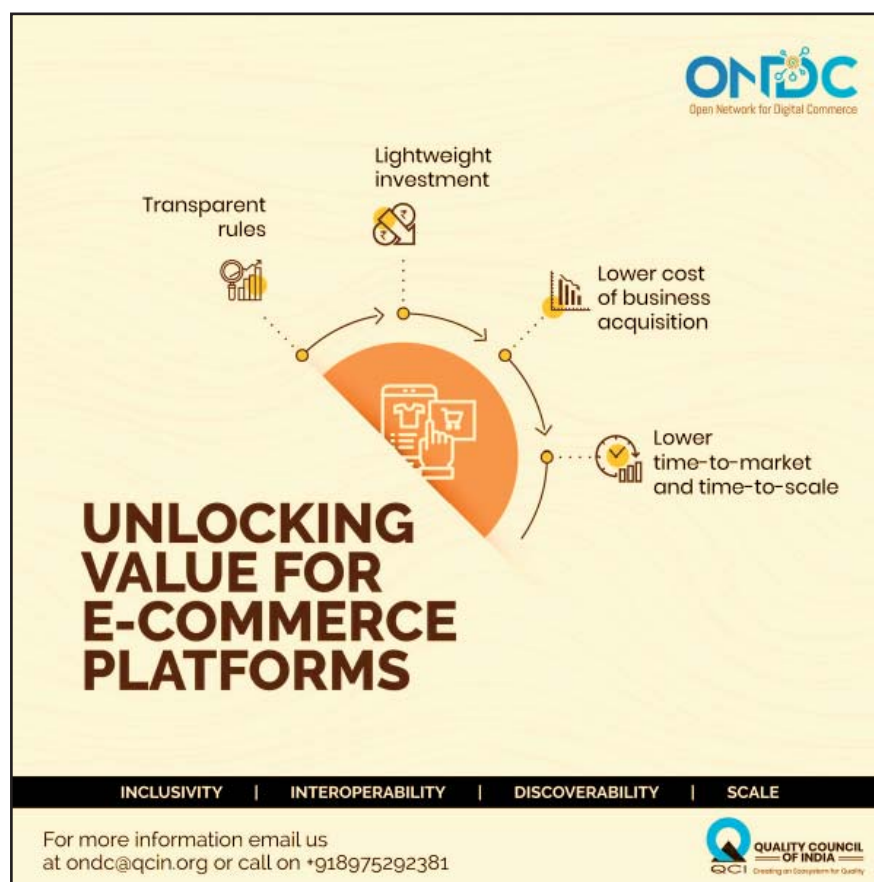 ONDC
Open Network for Digital Commerce
Lightweight
investment
Transparent
rules
Lower cost
of business
acquisition
Lower
time-to-market
and time-to-scale
UNLOCKING
VALUE FOR
E-COMMERCE
PLATFORMS
INCLUSIVITY | INTEROPERABILITY | DISCOVERABILITY | SCALE
For more information email us
at ondc@qcin.org or call on +918975292381
QCI
QUALITY COUNCIL
OF INDIA
Creating an Ecosystem for Quality